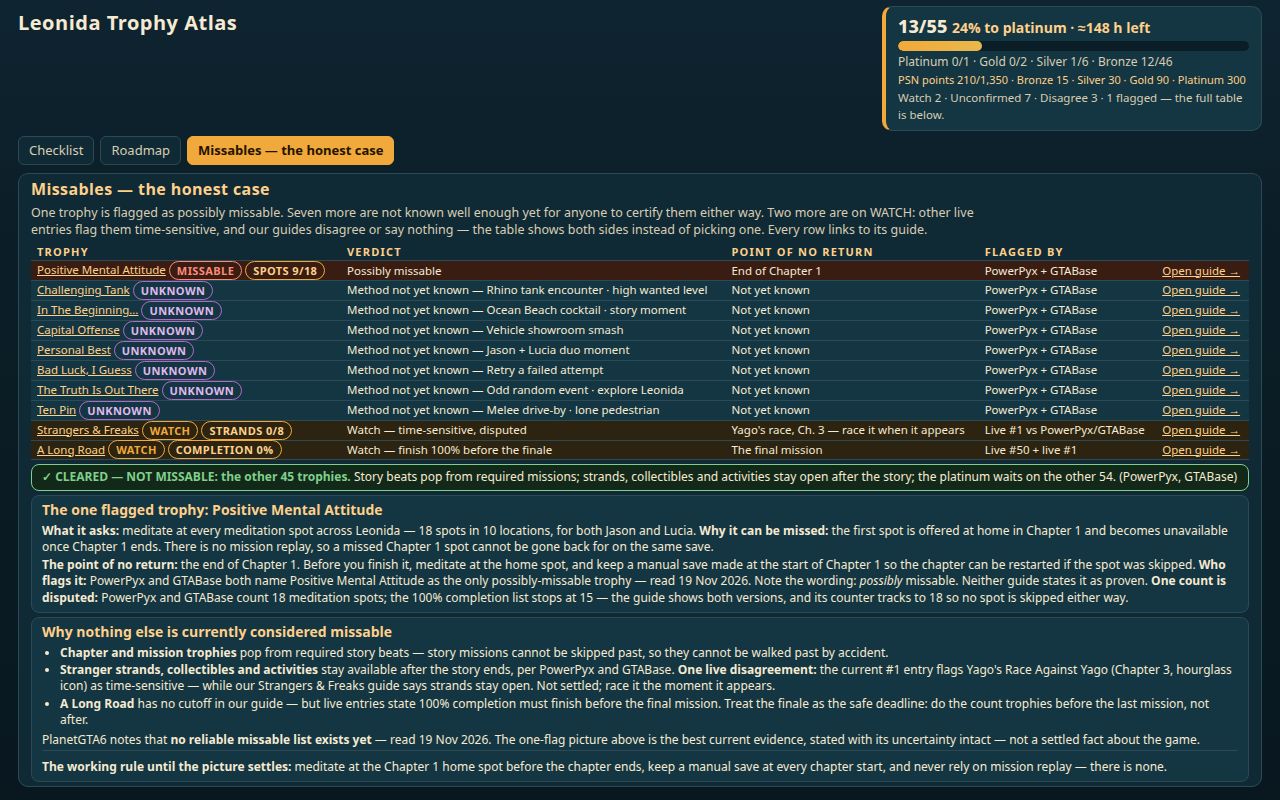 Leonida Trophy Atlas
13/55 24% to platinum · ≈148 h left
Platinum 0/1 · Gold 0/2 · Silver 1/6 · Bronze 12/46
PSN points 210/1,350 · Bronze 15 · Silver 30 · Gold 90 · Platinum 300
Watch 2 · Unconfirmed 7 · Disagree 3 · 1 flagged — the full table
is below.
Checklist Roadmap Missables — the honest case
Missables — the honest case
One trophy is flagged as possibly missable. Seven more are not known well enough yet for anyone to certify them either way. Two more are on WATCH: other live
entries flag them time-sensitive, and our guides disagree or say nothing — the table shows both sides instead of picking one. Every row links to its guide.
TROPHY VERDICT POINT OF NO RETURN FLAGGED BY
Positive Mental Attitude MISSABLE SPOTS 9/18 Possibly missable End of Chapter 1 PowerPyx + GTABase Open guide →
Challenging Tank UNKNOWN Method not yet known — Rhino tank encounter · high wanted level Not yet known PowerPyx + GTABase Open guide →
In The Beginning... UNKNOWN Method not yet known — Ocean Beach cocktail · story moment Not yet known PowerPyx + GTABase Open guide →
Capital Offense UNKNOWN Method not yet known — Vehicle showroom smash Not yet known PowerPyx + GTABase Open guide →
Personal Best UNKNOWN Method not yet known — Jason + Lucia duo moment Not yet known PowerPyx + GTABase Open guide →
Bad Luck, I Guess UNKNOWN Method not yet known — Retry a failed attempt Not yet known PowerPyx + GTABase Open guide →
The Truth Is Out There UNKNOWN Method not yet known — Odd random event · explore Leonida Not yet known PowerPyx + GTABase Open guide →
Ten Pin UNKNOWN Method not yet known — Melee drive-by · lone pedestrian Not yet known PowerPyx + GTABase Open guide →
Strangers & Freaks WATCH STRANDS 0/8 Watch — time-sensitive, disputed Yago's race, Ch. 3 — race it when it appears Live #1 vs PowerPyx/GTABase Open guide →
A Long Road WATCH COMPLETION 0% Watch — finish 100% before the finale The final mission Live #50 + live #1 Open guide →
✓ CLEARED — NOT MISSABLE: the other 45 trophies. Story beats pop from required missions; strands, collectibles and activities stay open after the story; the platinum waits on the other 54. (PowerPyx, GTABase)
The one flagged trophy: Positive Mental Attitude
What it asks: meditate at every meditation spot across Leonida — 18 spots in 10 locations, for both Jason and Lucia. Why it can be missed: the first spot is offered at home in Chapter 1 and becomes unavailable
once Chapter 1 ends. There is no mission replay, so a missed Chapter 1 spot cannot be gone back for on the same save.
The point of no return: the end of Chapter 1. Before you finish it, meditate at the home spot, and keep a manual save made at the start of Chapter 1 so the chapter can be restarted if the spot was skipped. Who
flags it: PowerPyx and GTABase both name Positive Mental Attitude as the only possibly-missable trophy — read 19 Nov 2026. Note the wording: possibly missable. Neither guide states it as proven. One count is
disputed: PowerPyx and GTABase count 18 meditation spots; the 100% completion list stops at 15 — the guide shows both versions, and its counter tracks to 18 so no spot is skipped either way.
Why nothing else is currently considered missable
• Chapter and mission trophies pop from required story beats — story missions cannot be skipped past, so they cannot be walked past by accident.
• Stranger strands, collectibles and activities stay available after the story ends, per PowerPyx and GTABase. One live disagreement: the current #1 entry flags Yago's Race Against Yago (Chapter 3, hourglass
icon) as time-sensitive — while our Strangers & Freaks guide says strands stay open. Not settled; race it the moment it appears.
• A Long Road has no cutoff in our guide — but live entries state 100% completion must finish before the final mission. Treat the finale as the safe deadline: do the count trophies before the last mission, not
after.
PlanetGTA6 notes that no reliable missable list exists yet — read 19 Nov 2026. The one-flag picture above is the best current evidence, stated with its uncertainty intact — not a settled fact about the game.
The working rule until the picture settles: meditate at the Chapter 1 home spot before the chapter ends, keep a manual save at every chapter start, and never rely on mission replay — there is none.